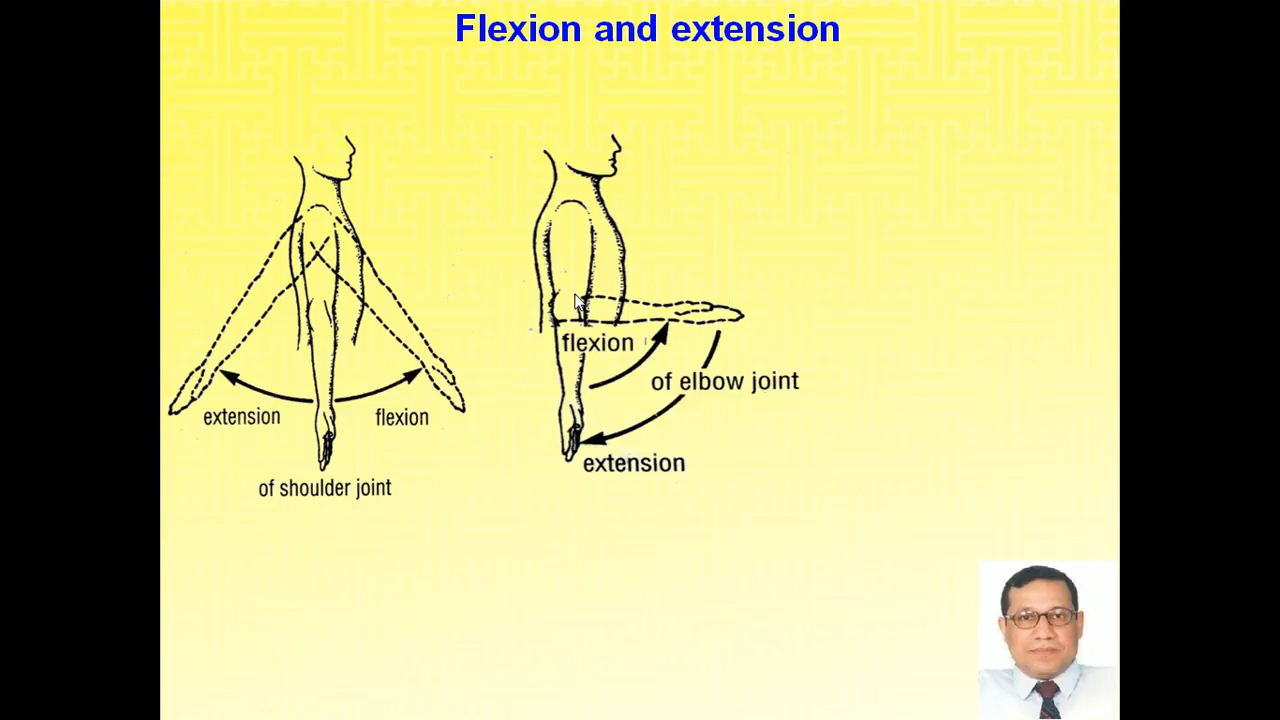 Flexion and extension
extension
flexion
of shoulder joint
flexion
of elbow joint
extension